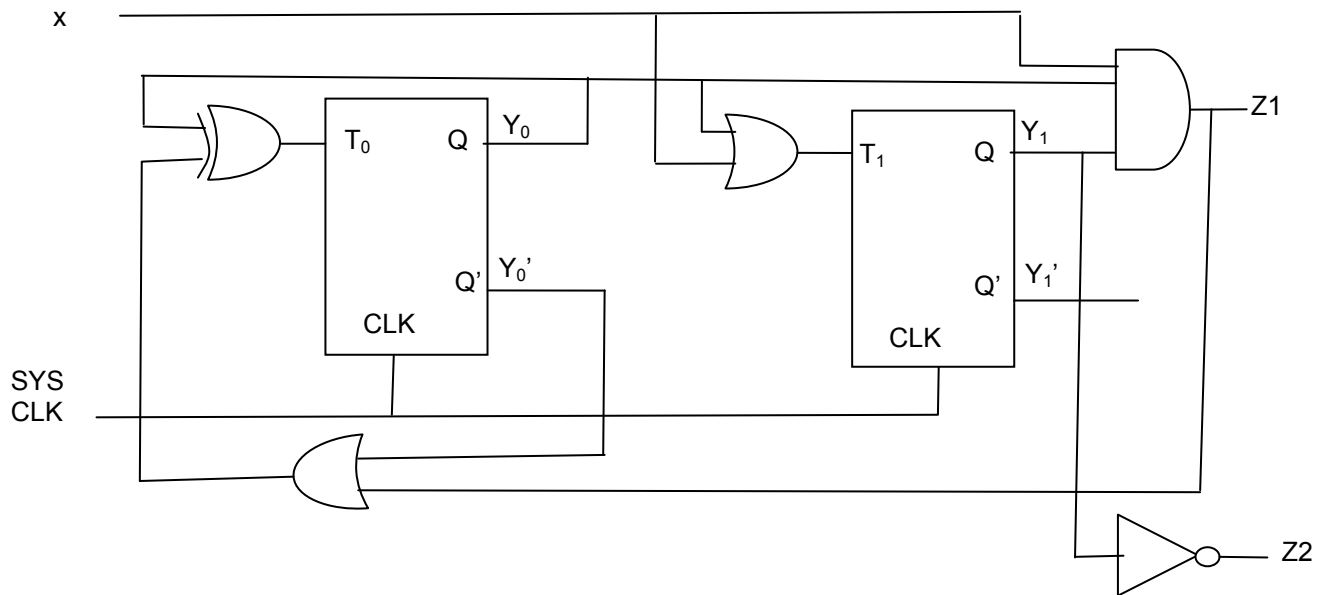 x
Z1
T₀ Q Y₀
T₁ Q Y₁
Q' Y₀'
Q' Y₁'
CLK
CLK
SYS
CLK
Z2